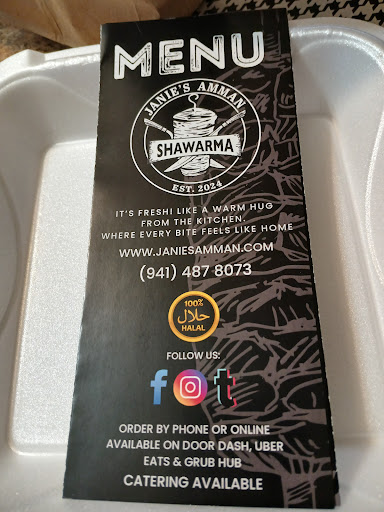 MENU
JANIE'S AMMAN
SHAWARMA
EST. 2024
IT'S FRESH! LIKE A WARM HUG
FROM THE KITCHEN.
WHERE EVERY BITE FEELS LIKE HOME
WWW.JANIESAMMAN.COM
(941) 487 8073
100%
حلال
HALAL
FOLLOW US:
f t
ORDER BY PHONE OR ONLINE
AVAILABLE ON DOOR DASH, UBER
EATS & GRUB HUB
CATERING AVAILABLE